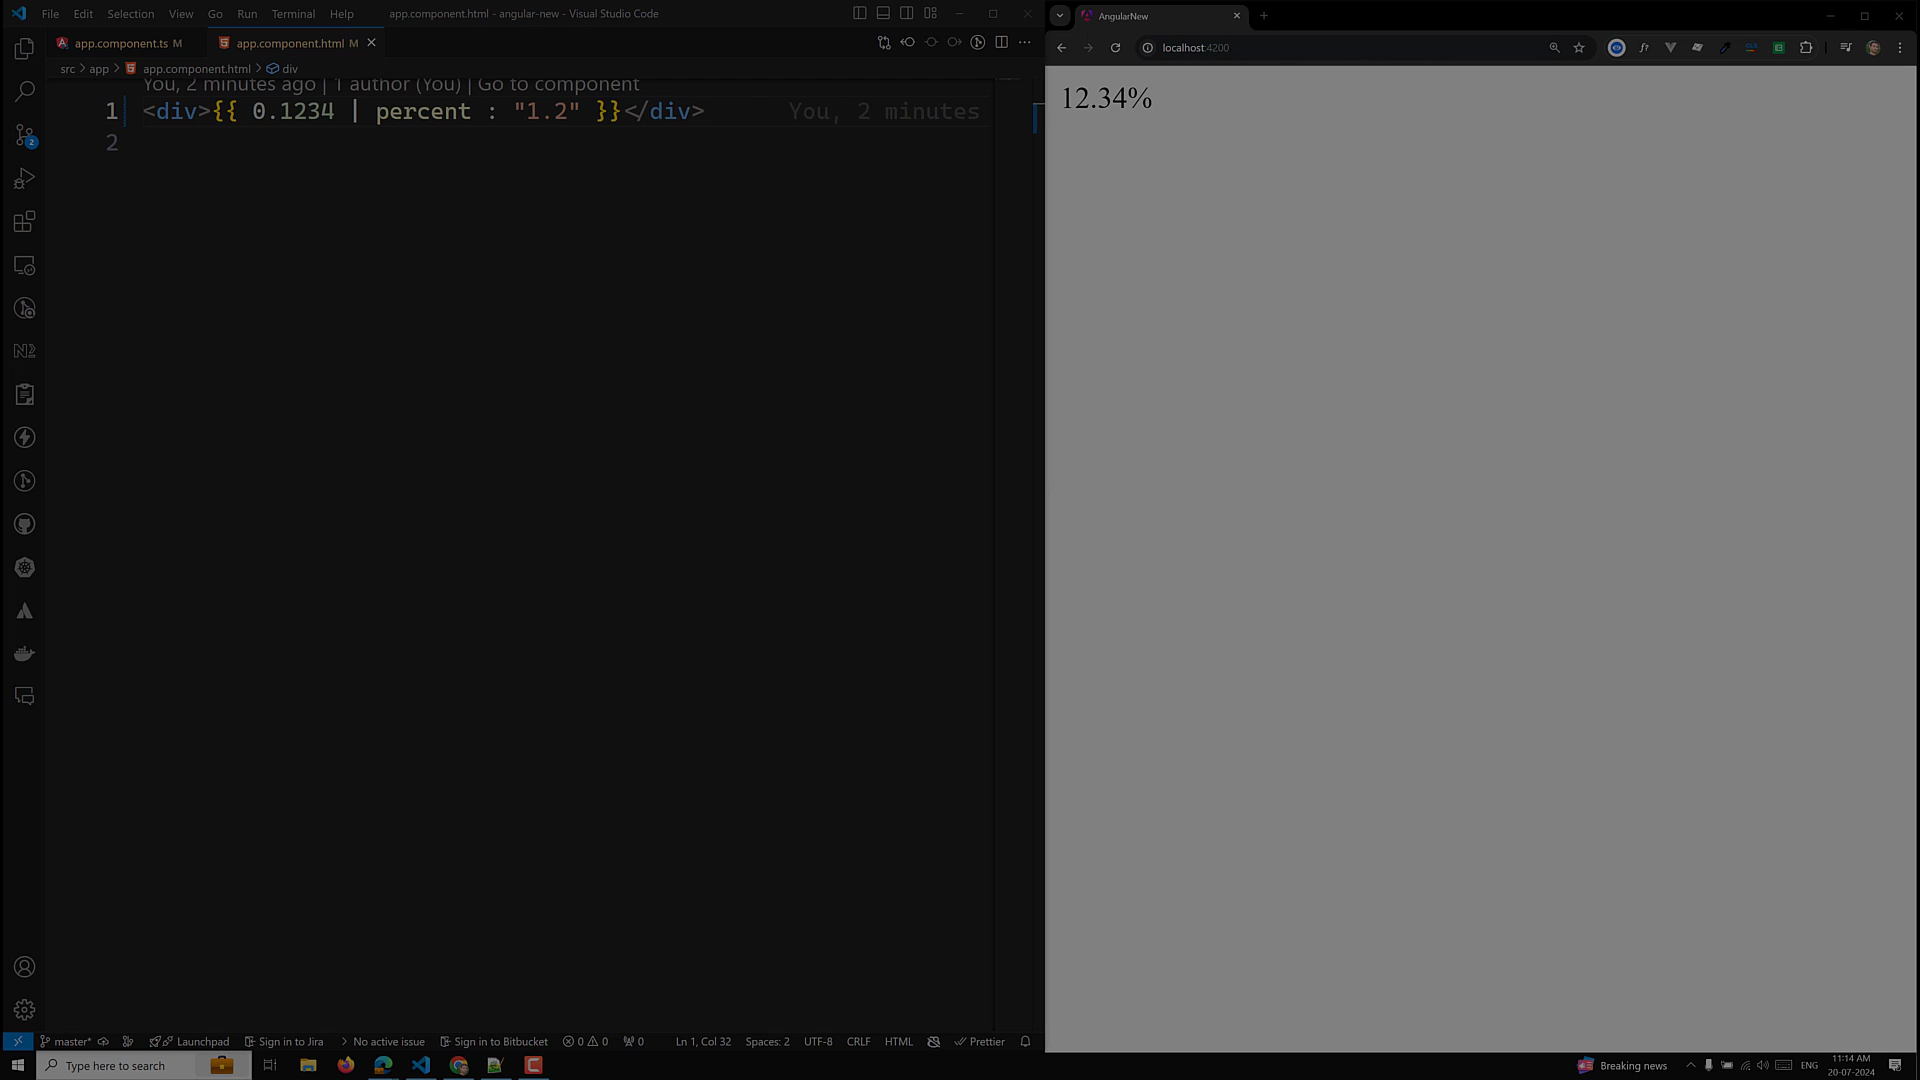 File Edit Selection View Go Run Terminal Help app.component.html - angular-new - Visual Studio Code
app.component.ts M app.component.html M
src > app > app.component.html > div
You, 2 minutes ago | 1 author (You) | Go to component
1 <div>{{ 0.1234 | percent : "1.2" }}</div> You, 2 minutes
2
2
master* Launchpad Sign in to Jira No active issue Sign in to Bitbucket 0 0 0 Ln 1, Col 32 Spaces: 2 UTF-8 CRLF HTML Prettier
AngularNew
localhost:4200
12.34%
Type here to search
Breaking news ENG 11:14 AM
20-07-2024